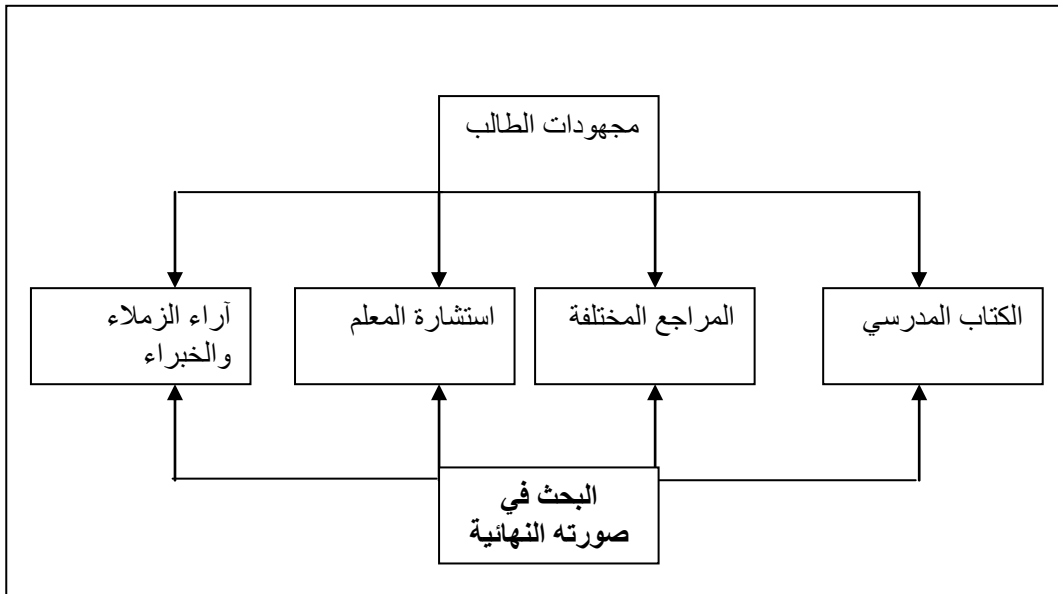 مجهودات الطالب
الكتاب المدرسي
المراجع المختلفة
استشارة المعلم
آراء الزملاء
والخبراء
البحث في
صورته النهائية